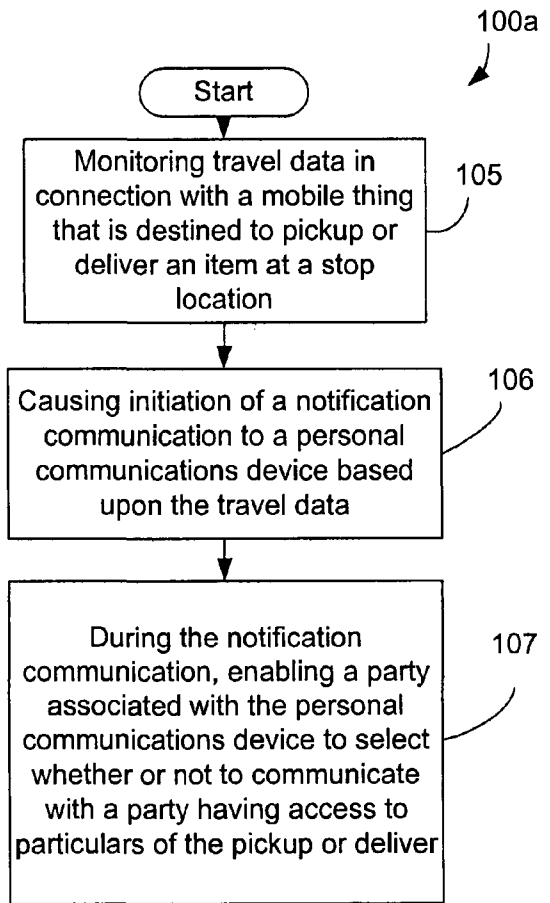 100a
Start
Monitoring travel data in
connection with a mobile thing
that is destined to pickup or
deliver an item at a stop
location
105
Causing initiation of a notification
communication to a personal
communications device based
upon the travel data
106
During the notification
communication, enabling a party
associated with the personal
communications device to select
whether or not to communicate
with a party having access to
particulars of the pickup or deliver
107